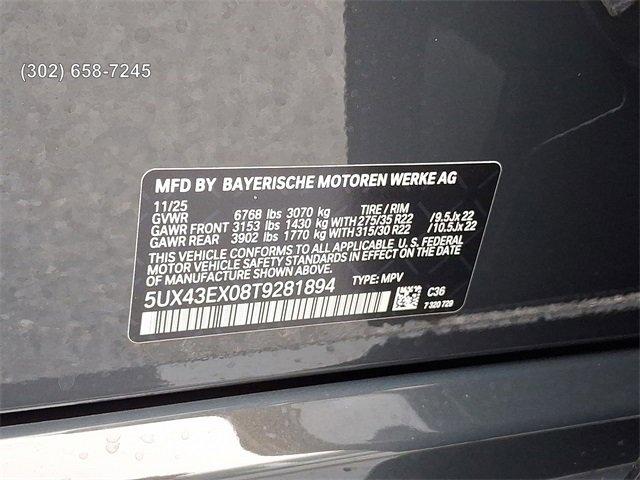 (302) 658-7245
MFD BY BAYERISCHE MOTOREN WERKE AG
11/25
GVWR 6768 lbs 3070 kg TIRE / RIM
GAWR FRONT 3153 lbs 1430 kg WITH 275/35 R22 /9.5Jx22
GAWR REAR 3902 lbs 1770 kg WITH 315/30 R22 /10.5Jx22
THIS VEHICLE CONFORMS TO ALL APPLICABLE U.S. FEDERAL
MOTOR VEHICLE SAFETY STANDARDS IN EFFECT ON THE DATE
OF MANUFACTURE SHOWN ABOVE.
5UX43EX08T9281894 TYPE: MPV
C36
7 320 729